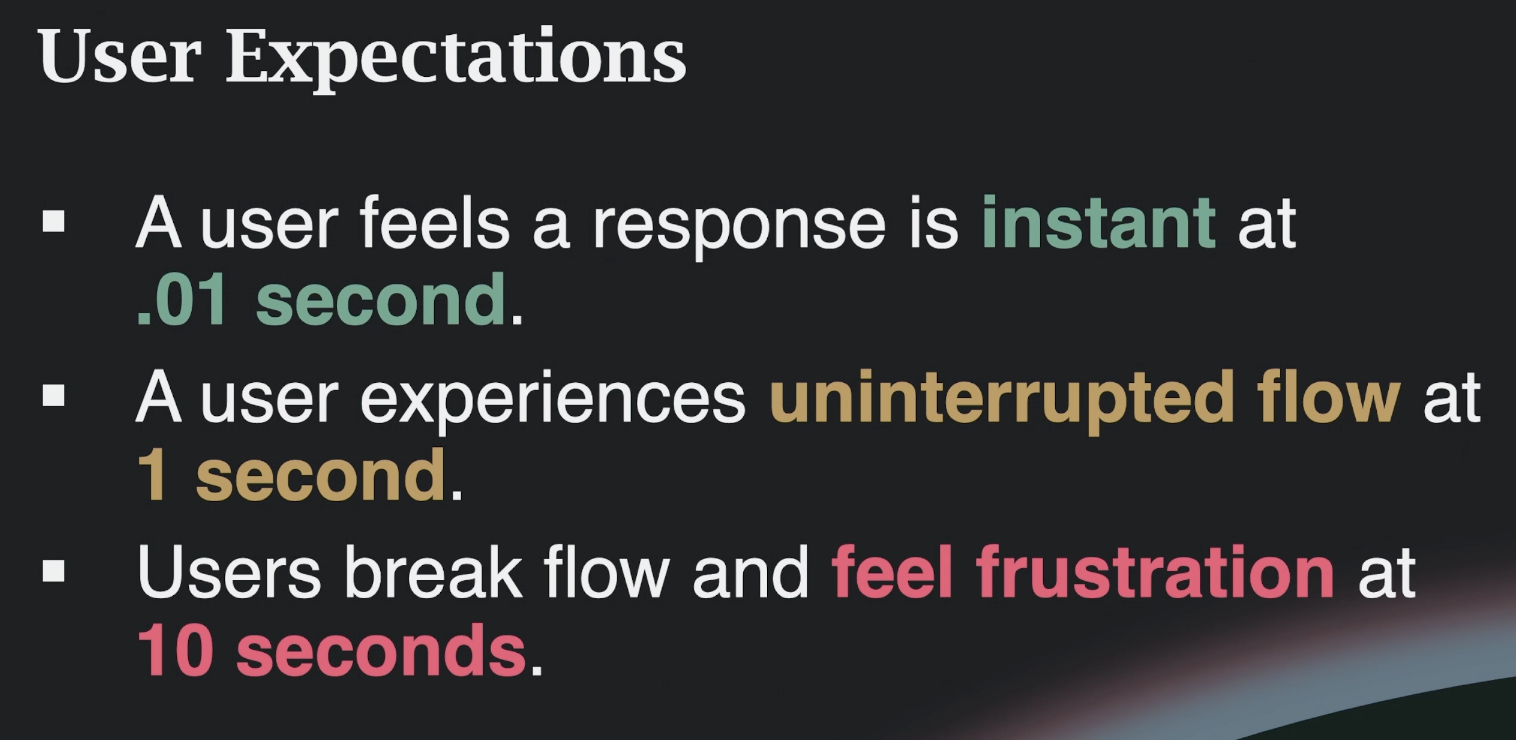 User Expectations
▪ A user feels a response is instant at
.01 second.
▪ A user experiences uninterrupted flow at
1 second.
▪ Users break flow and feel frustration at
10 seconds.